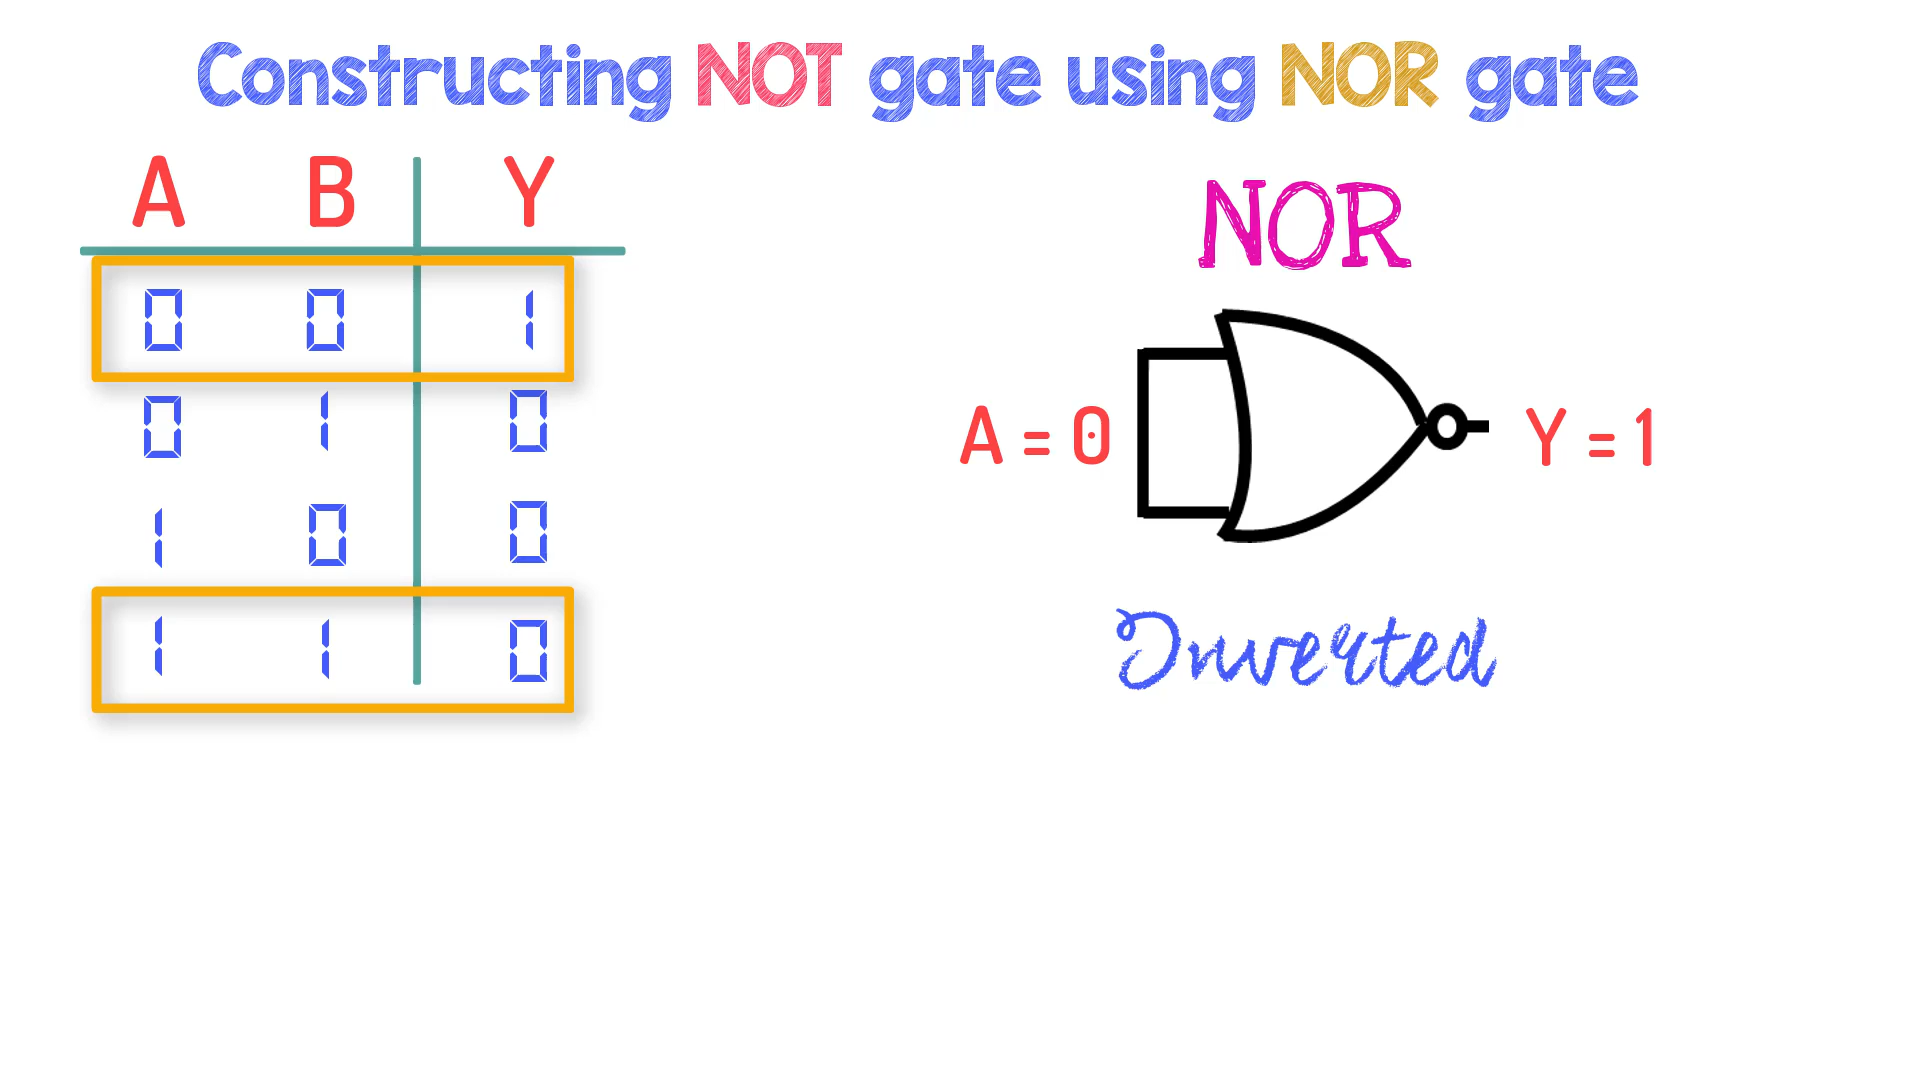 Constructing NOT gate using NOR gate
A B Y
0 0 1
0 1 0
1 0 0
1 1 0
NOR
A = 0
Y = 1
Inverted